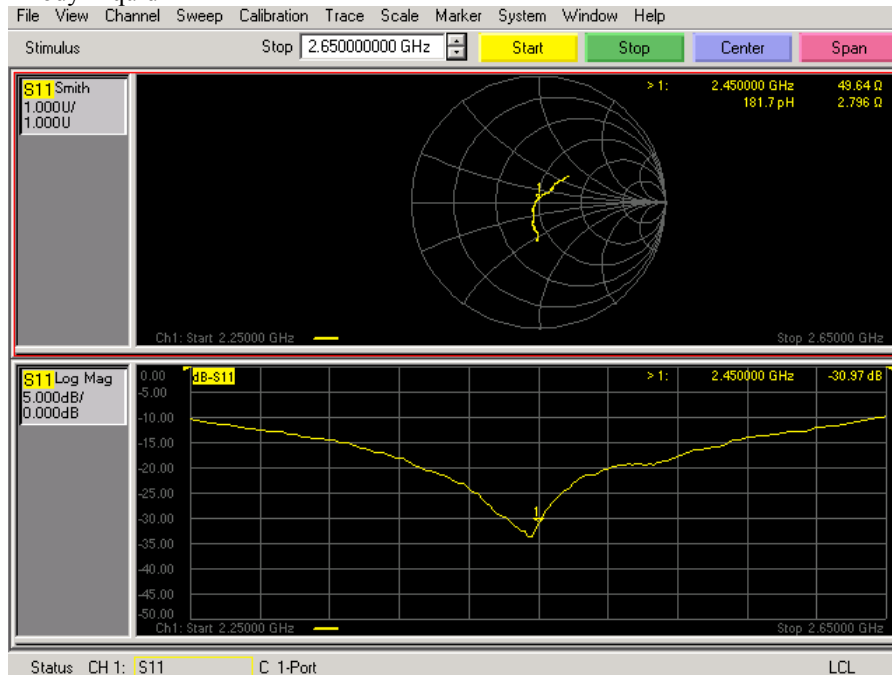 File View Channel Sweep Calibration Trace Scale Marker System Window Help
Stimulus Stop 2.650000000 GHz Start Stop Center Span
S11 Smith
1.000U/
1.000U
> 1: 2.450000 GHz 49.64 Ω
181.7 pH 2.796 Ω
1
Ch1: Start 2.25000 GHz Stop 2.65000 GHz
S11 Log Mag
5.000dB/
0.000dB
dB-S11
> 1: 2.450000 GHz -30.97 dB
0.00
-5.00
-10.00
-15.00
-20.00
-25.00
-30.00
-35.00
-40.00
-45.00
-50.00
1
Ch1: Start 2.25000 GHz Stop 2.65000 GHz
Status CH 1: S11 C 1-Port LCL